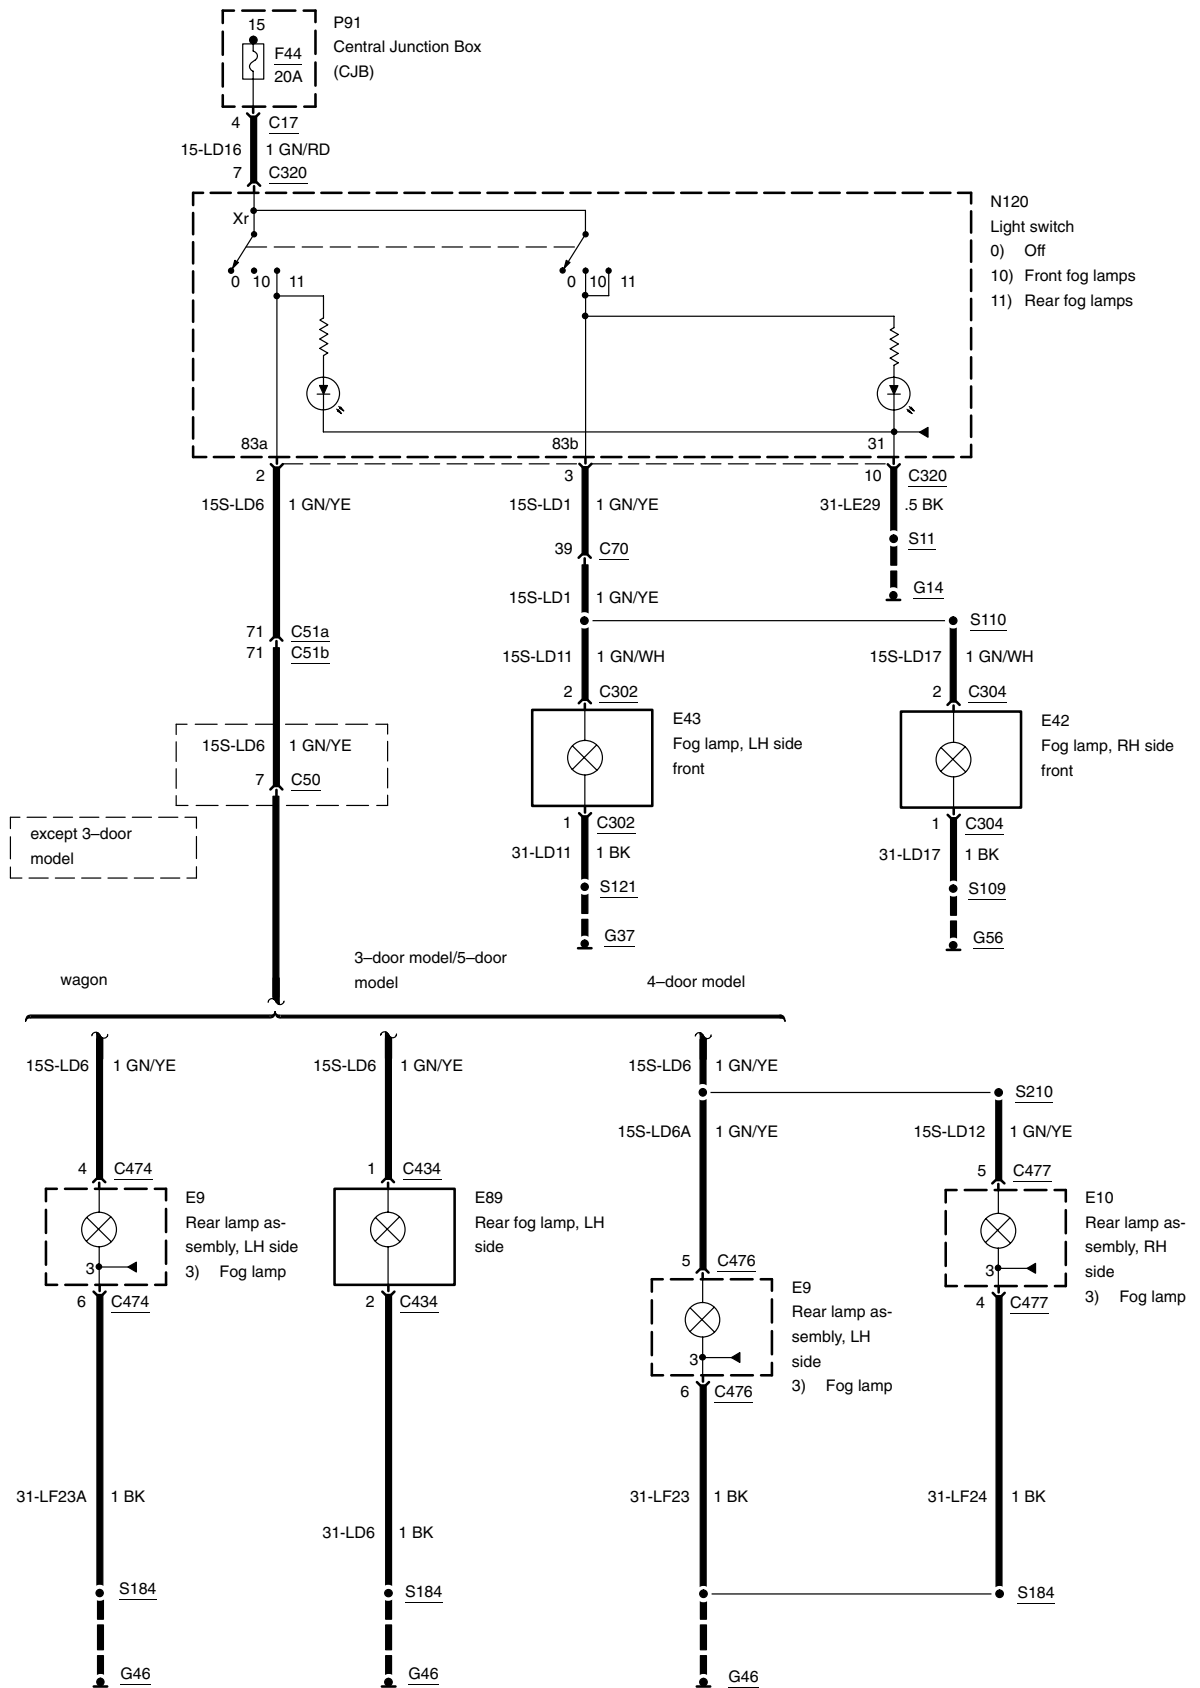 15
P91
F44
Central Junction Box
20A
(CJB)
4 C17
15-LD16 1 GN/RD
7 C320
N120
Light switch
0) Off
10) Front fog lamps
11) Rear fog lamps
Xr
0 10 11
0 10 11
83a
83b
31
2
3
10 C320
15S-LD6 1 GN/YE
15S-LD1 1 GN/YE
31-LE29 .5 BK
39 C70
S11
15S-LD1 1 GN/YE
G14
71 C51a
71 C51b
S110
15S-LD11 1 GN/WH
15S-LD17 1 GN/WH
2 C302
2 C304
15S-LD6 1 GN/YE
7 C50
E43
Fog lamp, LH side
front
E42
Fog lamp, RH side
front
except 3–door
model
1 C302
1 C304
31-LD11 1 BK
31-LD17 1 BK
S121
S109
G37
G56
wagon
3–door model/5–door
model
4–door model
15S-LD6 1 GN/YE
15S-LD6 1 GN/YE
15S-LD6 1 GN/YE
S210
15S-LD6A 1 GN/YE
15S-LD12 1 GN/YE
4 C474
1 C434
5 C477
E9
Rear lamp as-
sembly, LH side
3) Fog lamp
3
E89
Rear fog lamp, LH
side
E10
Rear lamp as-
sembly, RH
side
3) Fog lamp
3
5 C476
6 C474
2 C434
4 C477
E9
Rear lamp as-
sembly, LH
side
3) Fog lamp
3
6 C476
31-LF23A 1 BK
31-LF23 1 BK
31-LF24 1 BK
31-LD6 1 BK
S184
S184
S184
G46
G46
G46